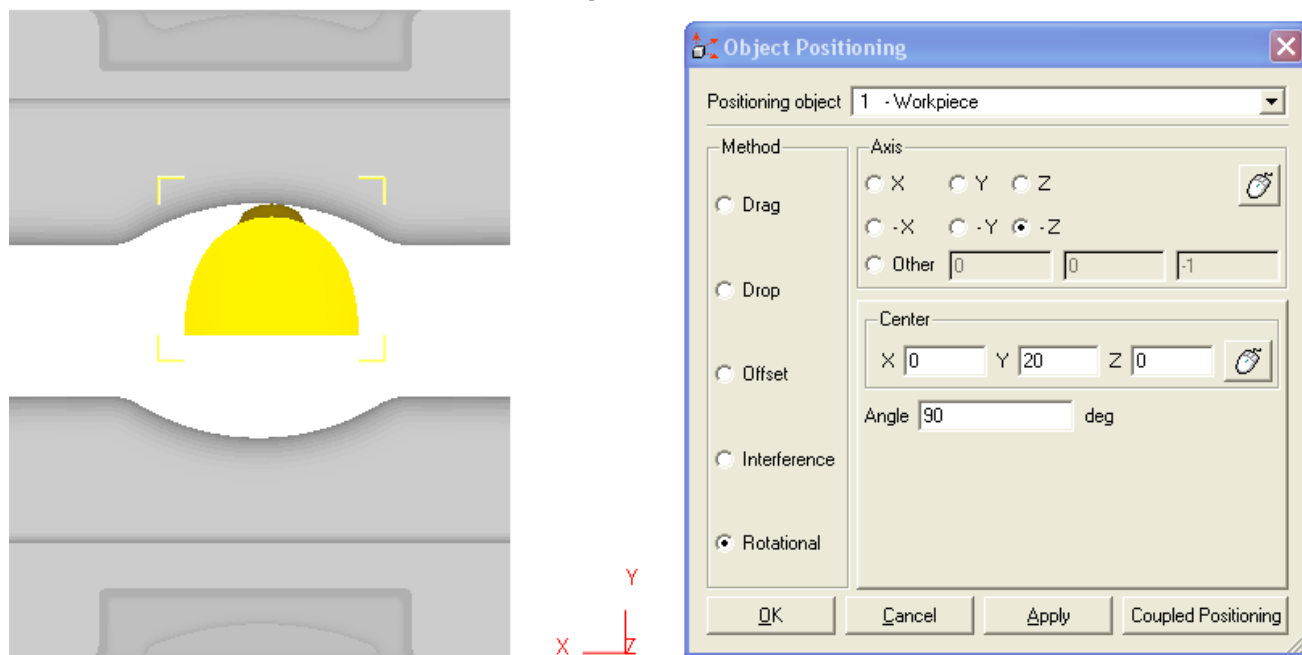 Object Positioning
Positioning object 1 - Workpiece
Method
Drag
Drop
Offset
Interference
Rotational
Axis
X Y Z
-X -Y -Z
Other 0 0 -1
Center
X 0 Y 20 Z 0
Angle 90 deg
OK Cancel Apply Coupled Positioning
Y
X Z